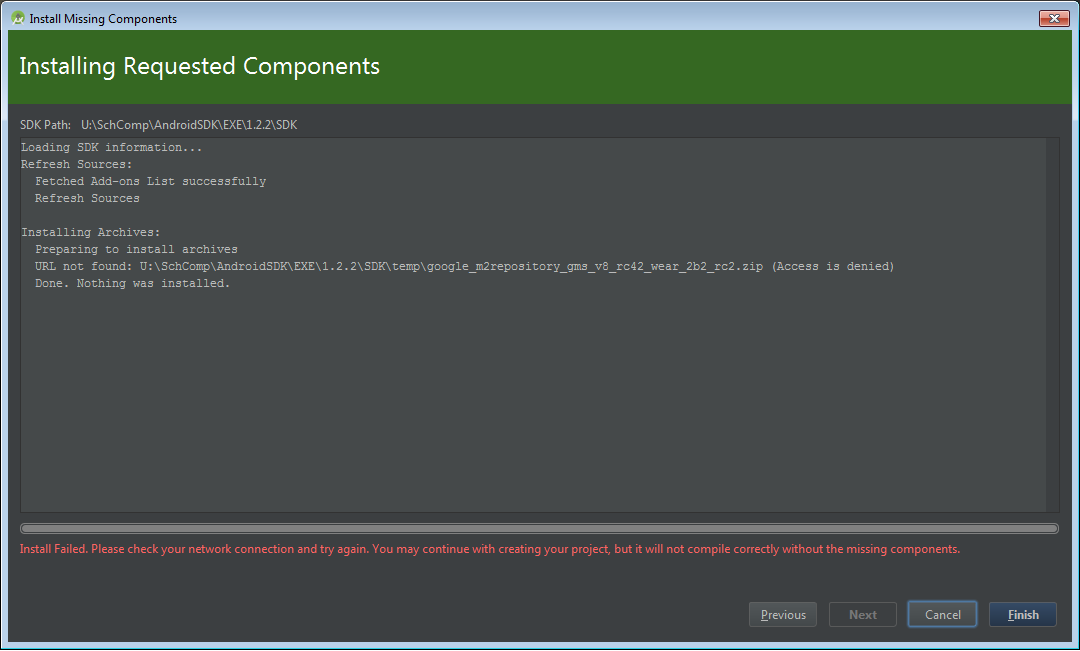 Install Missing Components
Installing Requested Components
SDK Path: U:\SchComp\AndroidSDK\EXE\1.2.2\SDK
Loading SDK information...
Refresh Sources:
Fetched Add-ons List successfully
Refresh Sources
Installing Archives:
Preparing to install archives
URL not found: U:\SchComp\AndroidSDK\EXE\1.2.2\SDK\temp\google_m2repository_gms_v8_rc42_wear_2b2_rc2.zip (Access is denied)
Done. Nothing was installed.
Install Failed. Please check your network connection and try again. You may continue with creating your project, but it will not compile correctly without the missing components.
Previous Next Cancel Finish